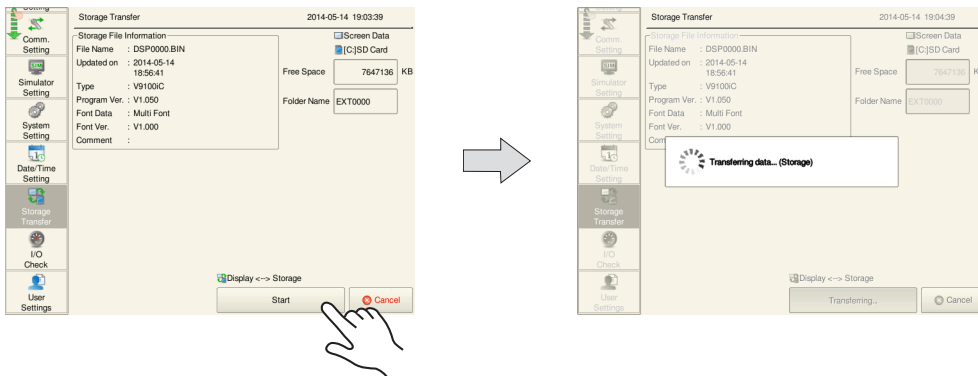 Setting
Storage Transfer
2014-05-14 19:03:39
Comm.
Setting
SIM
Simulator
Setting
System
Setting
Date/Time
Setting
Storage
Transfer
I/O
Check
User
Settings
Storage File Information
File Name : DSP0000.BIN
Updated on : 2014-05-14
18:56:41
Type : V9100iC
Program Ver. : V1.050
Font Data : Multi Font
Font Ver. : V1.000
Comment :
Screen Data
[C:]SD Card
Free Space 7647136 KB
Folder Name EXT0000
Display <--> Storage
Start
Cancel
Storage Transfer
2014-05-14 19:04:39
Comm.
Setting
SIM
Simulator
Setting
System
Setting
Date/Time
Setting
Storage
Transfer
I/O
Check
User
Settings
Storage File Information
File Name : DSP0000.BIN
Updated on : 2014-05-14
18:56:41
Type : V9100iC
Program Ver. : V1.050
Font Data : Multi Font
Font Ver. : V1.000
Com
Screen Data
[C:]SD Card
Free Space 7647136 K
Folder Name EXT0000
Transferring data... (Storage)
Display <--> Storage
Transferring..
Cancel